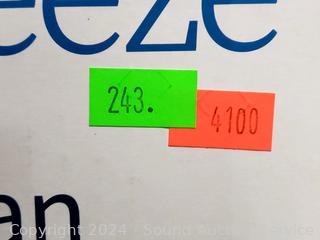 eeze
243.
4100
an
Copyright 2024 - Sound Auction Service